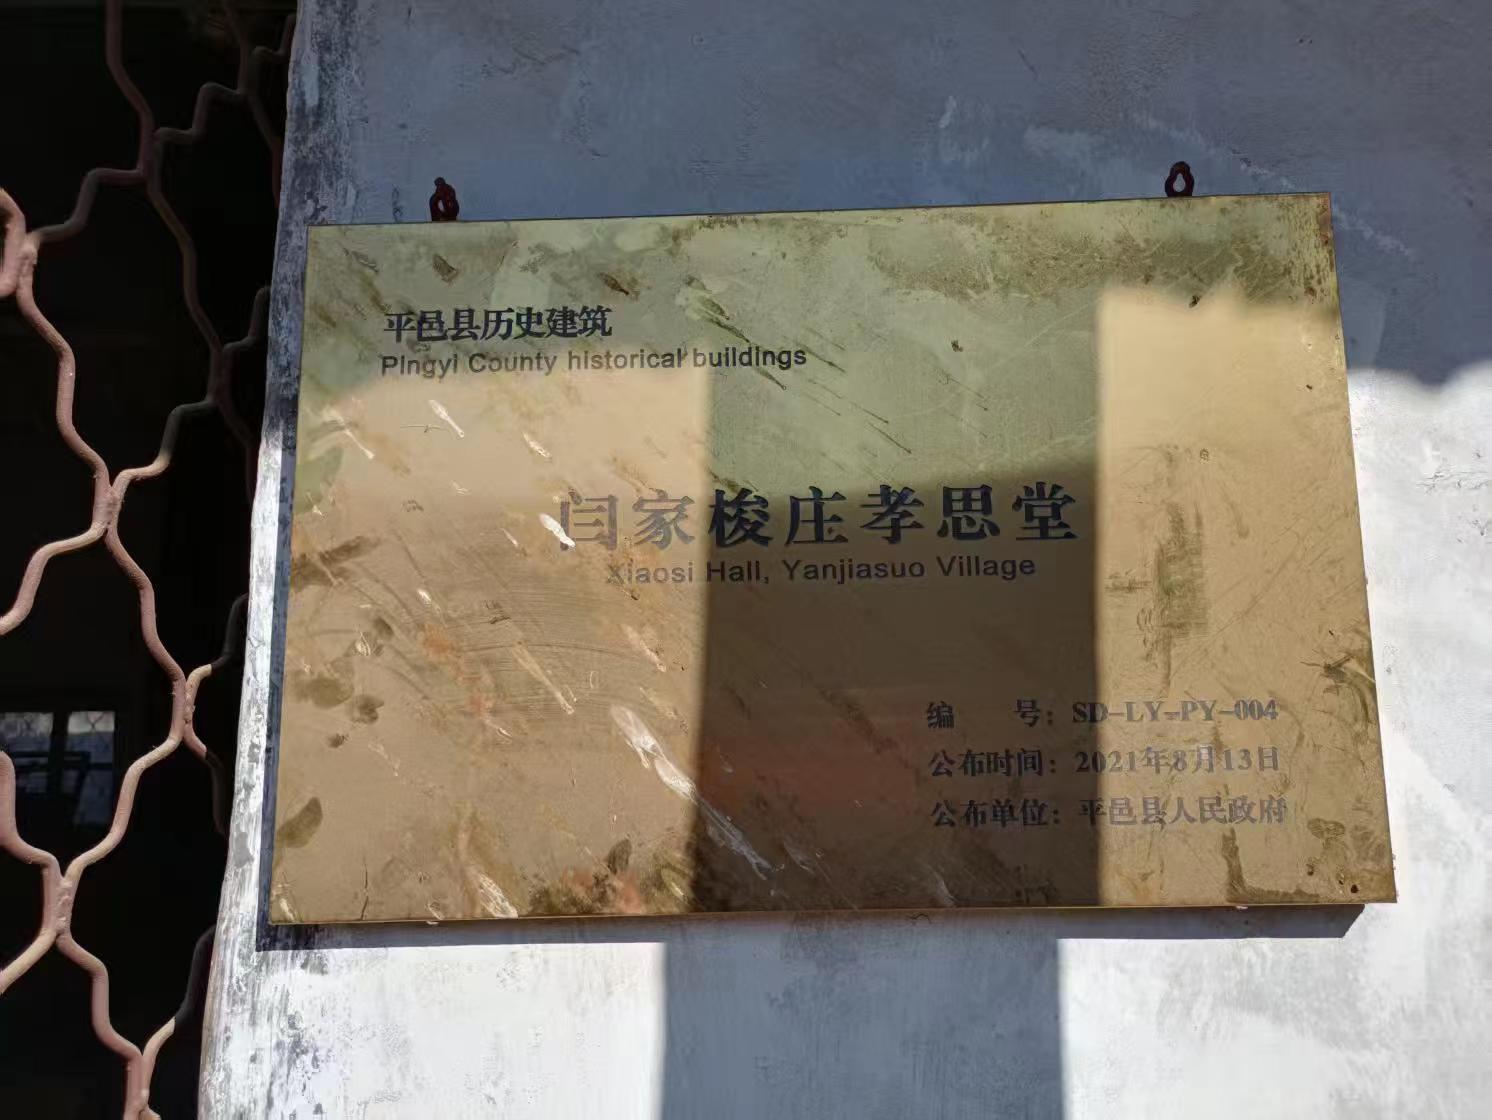 平邑县历史建筑
Pingyi County historical buildings
闫家梭庄孝思堂
Xiaosi Hall, Yanjiasuo Village
编 号：SD-LY-PY-004
公布时间：2021年8月13日
公布单位：平邑县人民政府